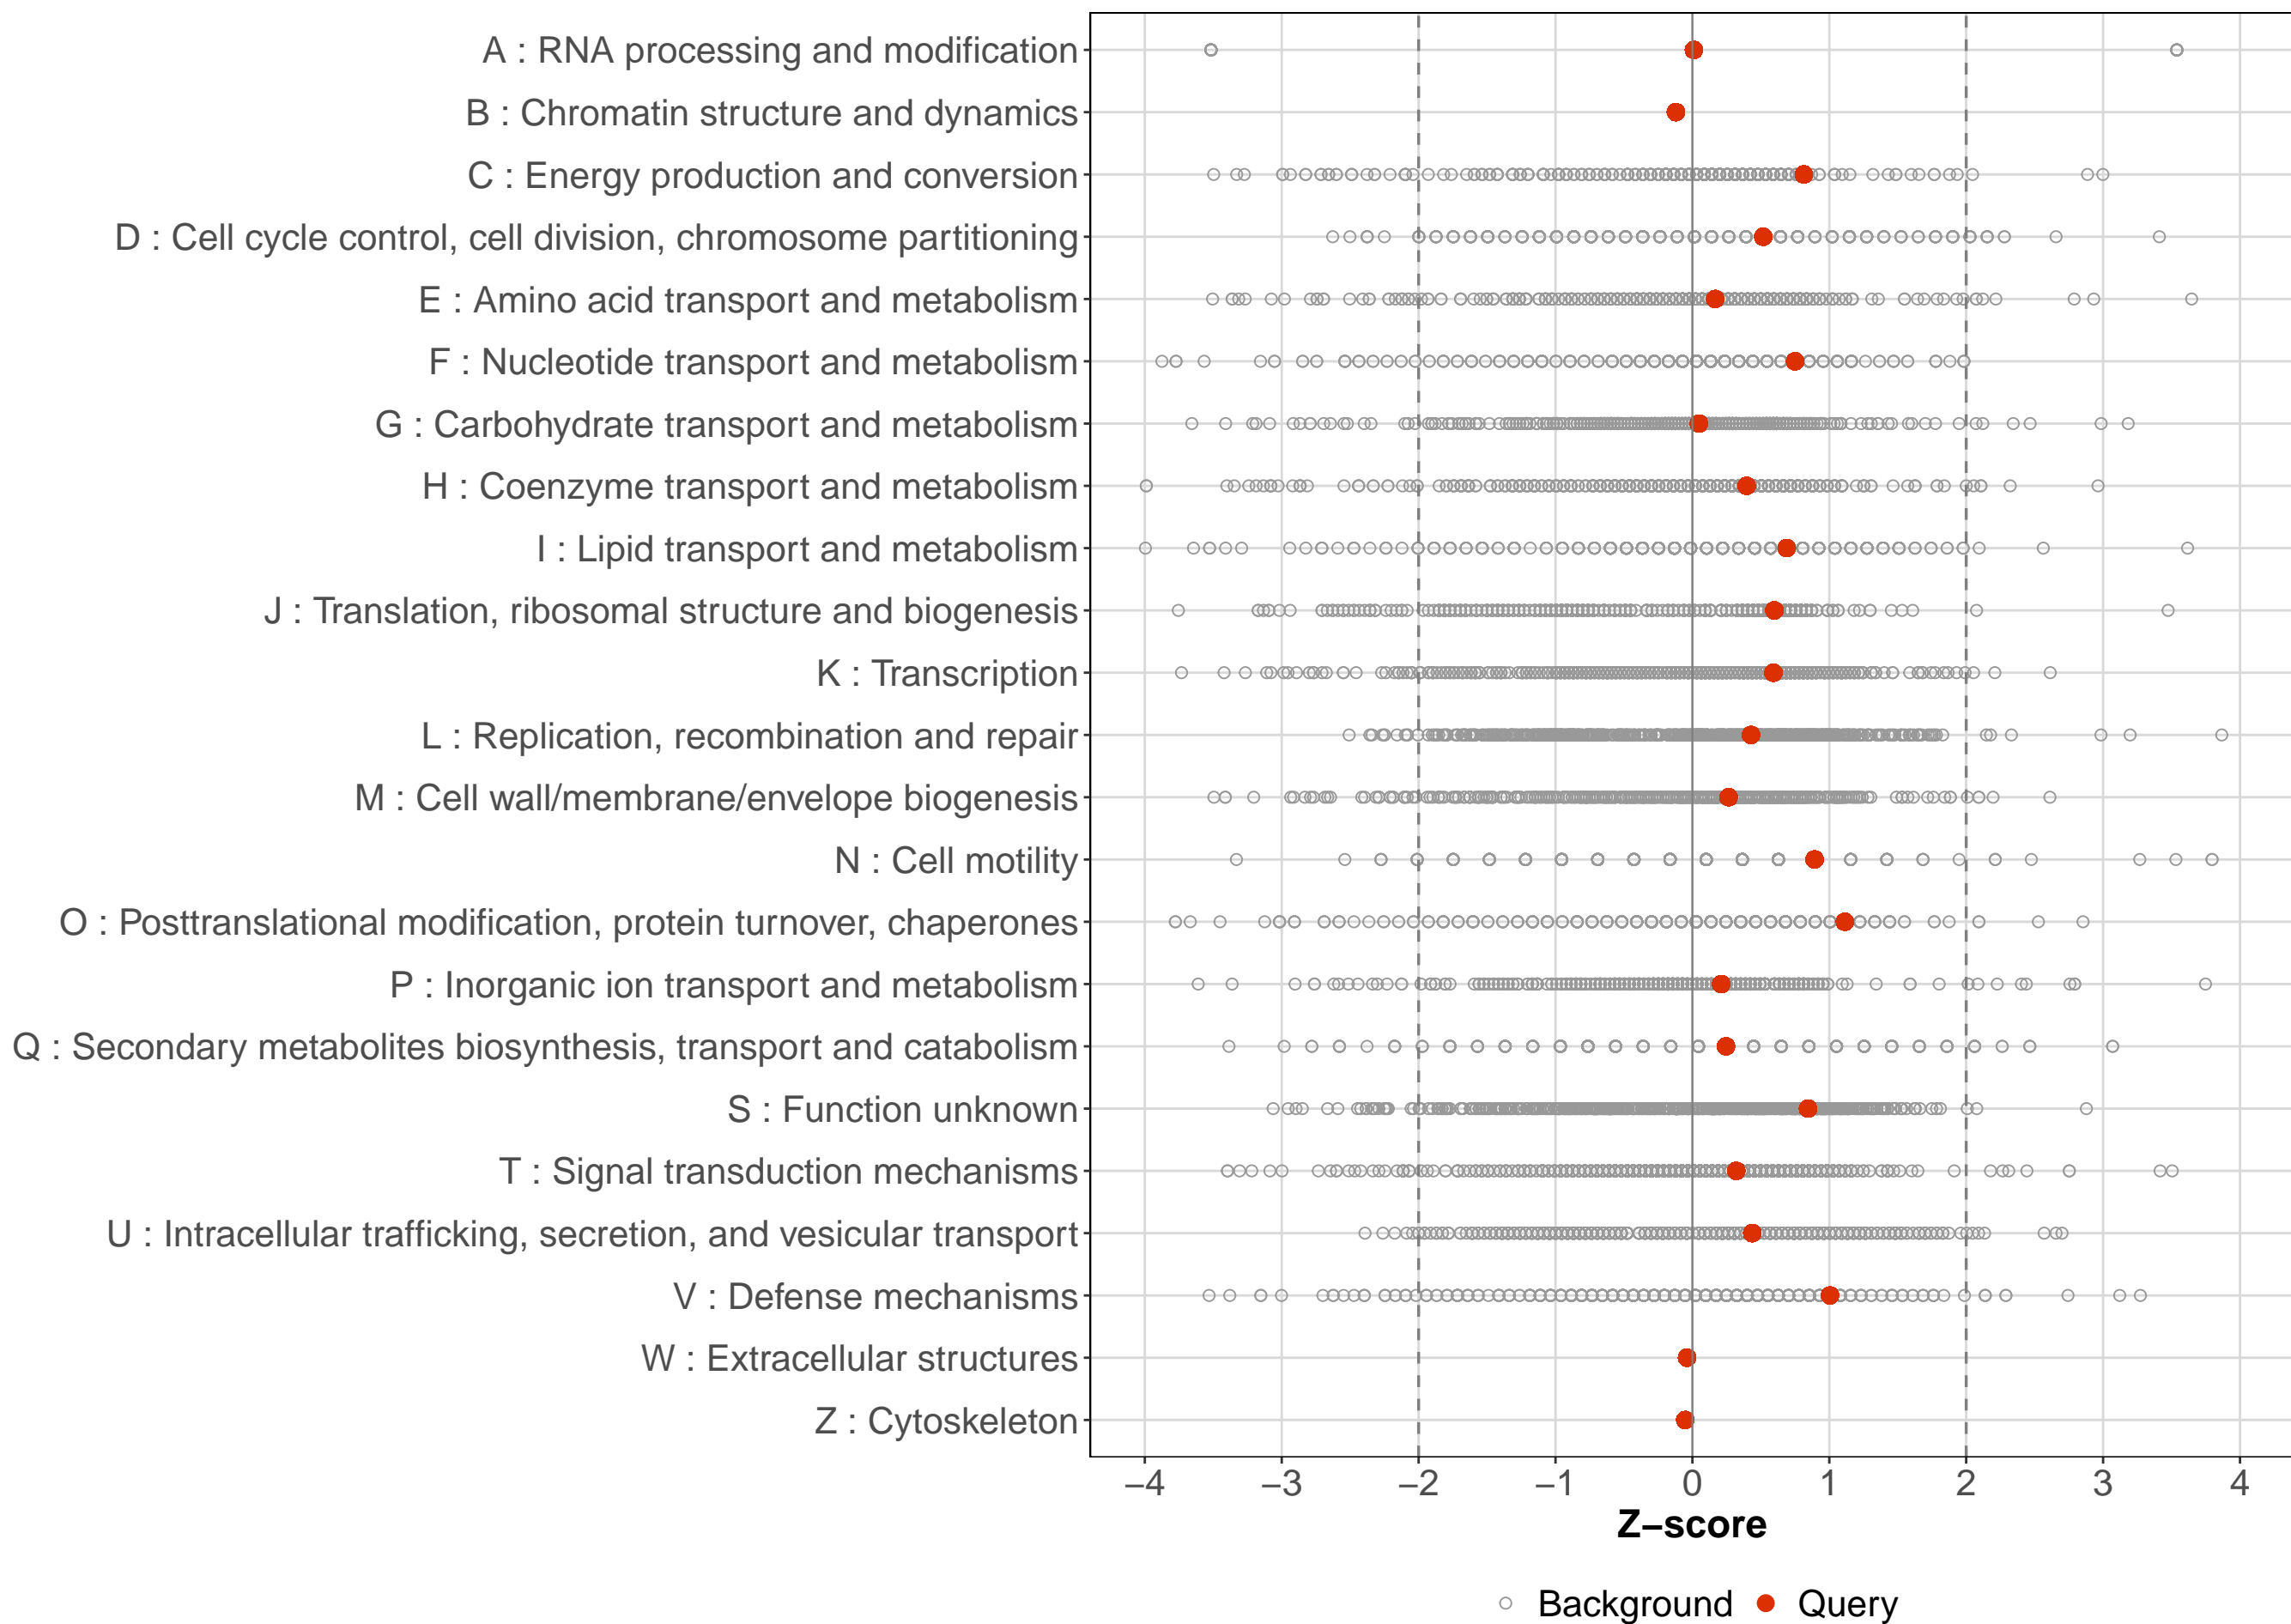 A : RNA processing and modification
B : Chromatin structure and dynamics
C : Energy production and conversion
D : Cell cycle control, cell division, chromosome partitioning
E : Amino acid transport and metabolism
F : Nucleotide transport and metabolism
G : Carbohydrate transport and metabolism
H : Coenzyme transport and metabolism
I : Lipid transport and metabolism
J : Translation, ribosomal structure and biogenesis
K : Transcription
L : Replication, recombination and repair
M : Cell wall/membrane/envelope biogenesis
N : Cell motility
O : Posttranslational modification, protein turnover, chaperones
P : Inorganic ion transport and metabolism
Q : Secondary metabolites biosynthesis, transport and catabolism
S : Function unknown
T : Signal transduction mechanisms
U : Intracellular trafficking, secretion, and vesicular transport
V : Defense mechanisms
W : Extracellular structures
Z : Cytoskeleton
−4 −3 −2 −1 0 1 2 3 4
Z−score
Background Query